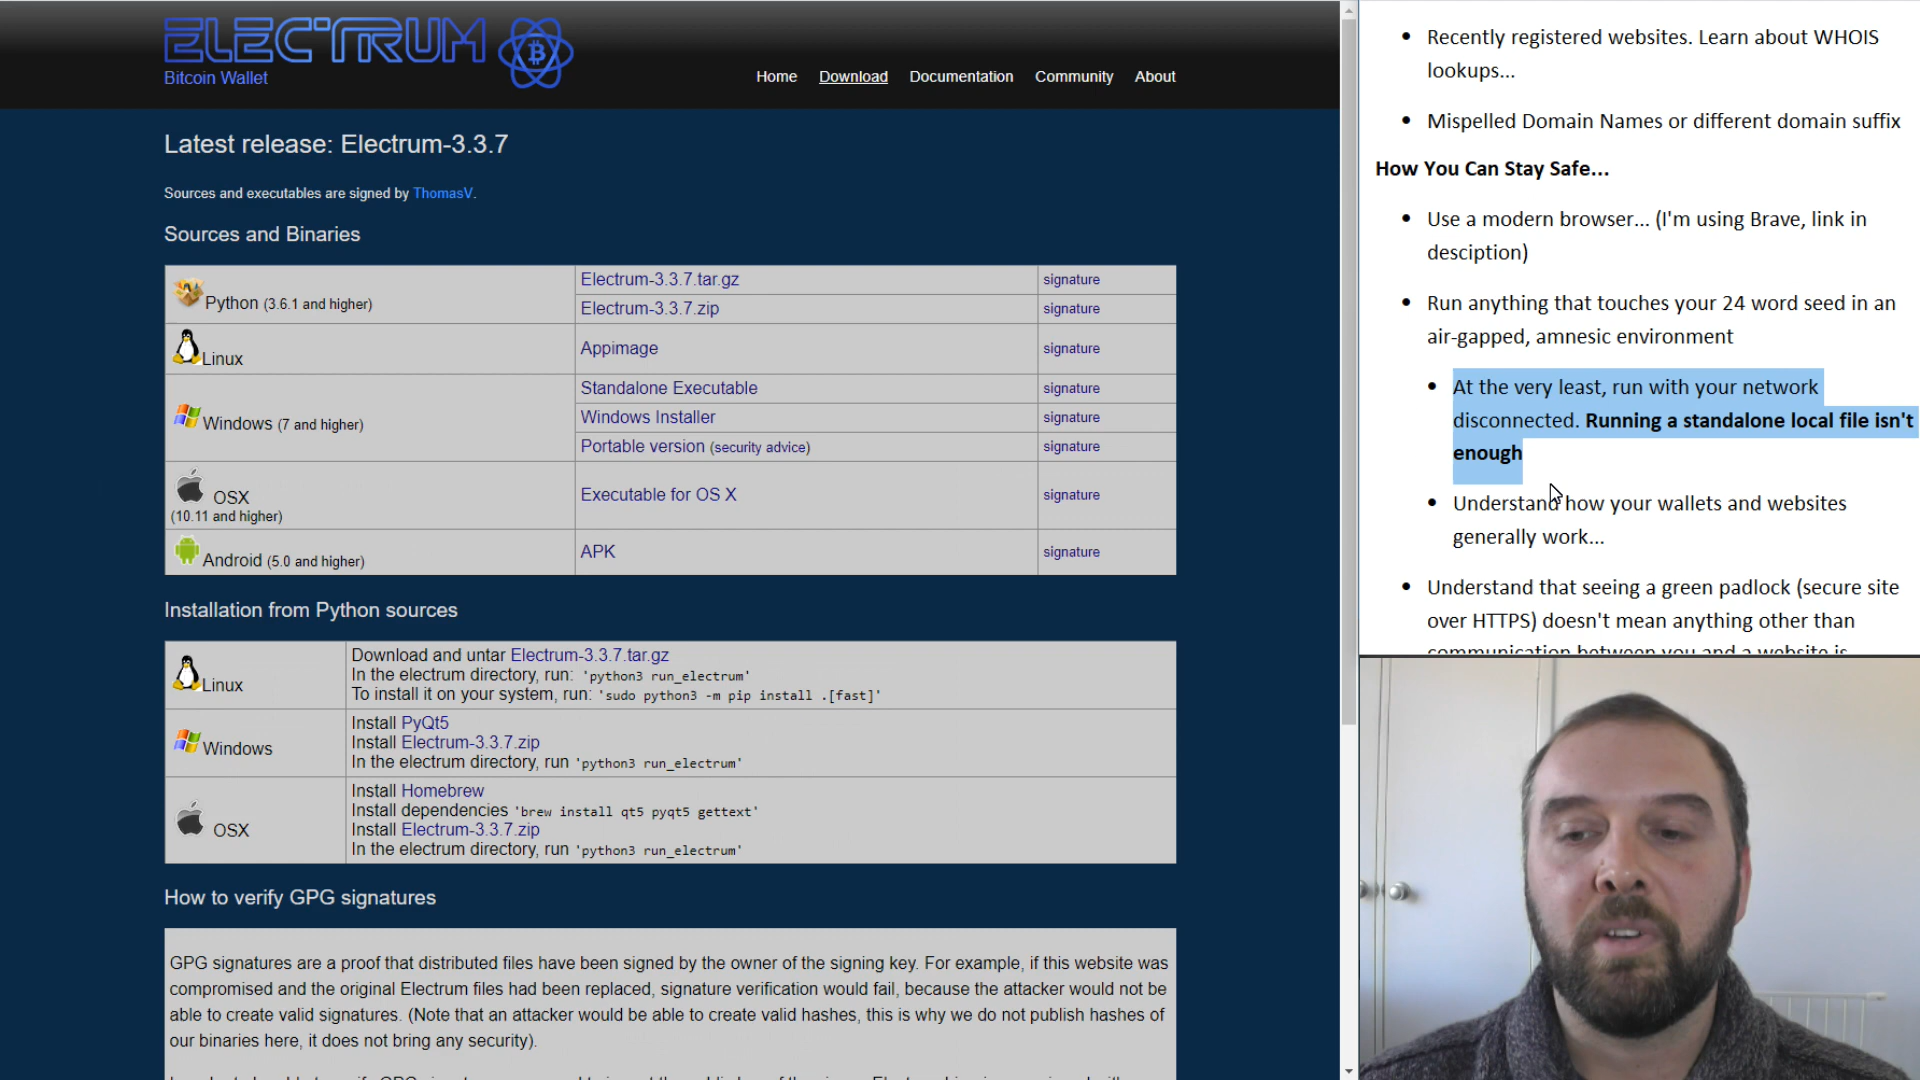 ELECTRUM
Bitcoin Wallet
Home Download Documentation Community About
Latest release: Electrum-3.3.7
Sources and executables are signed by ThomasV.
Sources and Binaries
Python (3.6.1 and higher)
Electrum-3.3.7.tar.gz signature
Electrum-3.3.7.zip signature
Linux
Appimage signature
Windows (7 and higher)
Standalone Executable signature
Windows Installer signature
Portable version (security advice) signature
OSX
(10.11 and higher)
Executable for OS X signature
Android (5.0 and higher)
APK signature
Installation from Python sources
Linux
Download and untar Electrum-3.3.7.tar.gz
In the electrum directory, run: 'python3 run_electrum'
To install it on your system, run: 'sudo python3 -m pip install .[fast]'
Windows
Install PyQt5
Install Electrum-3.3.7.zip
In the electrum directory, run 'python3 run_electrum'
OSX
Install Homebrew
Install dependencies 'brew install qt5 pyqt5 gettext'
Install Electrum-3.3.7.zip
In the electrum directory, run 'python3 run_electrum'
How to verify GPG signatures
GPG signatures are a proof that distributed files have been signed by the owner of the signing key. For example, if this website was
compromised and the original Electrum files had been replaced, signature verification would fail, because the attacker would not be
able to create valid signatures. (Note that an attacker would be able to create valid hashes, this is why we do not publish hashes of
our binaries here, it does not bring any security).
• Recently registered websites. Learn about WHOIS
lookups...
• Mispelled Domain Names or different domain suffix
How You Can Stay Safe...
• Use a modern browser... (I'm using Brave, link in
desciption)
• Run anything that touches your 24 word seed in an
air-gapped, amnesic environment
• At the very least, run with your network
disconnected. Running a standalone local file isn't
enough
• Understand how your wallets and websites
generally work...
• Understand that seeing a green padlock (secure site
over HTTPS) doesn't mean anything other than
communication between you and a website is